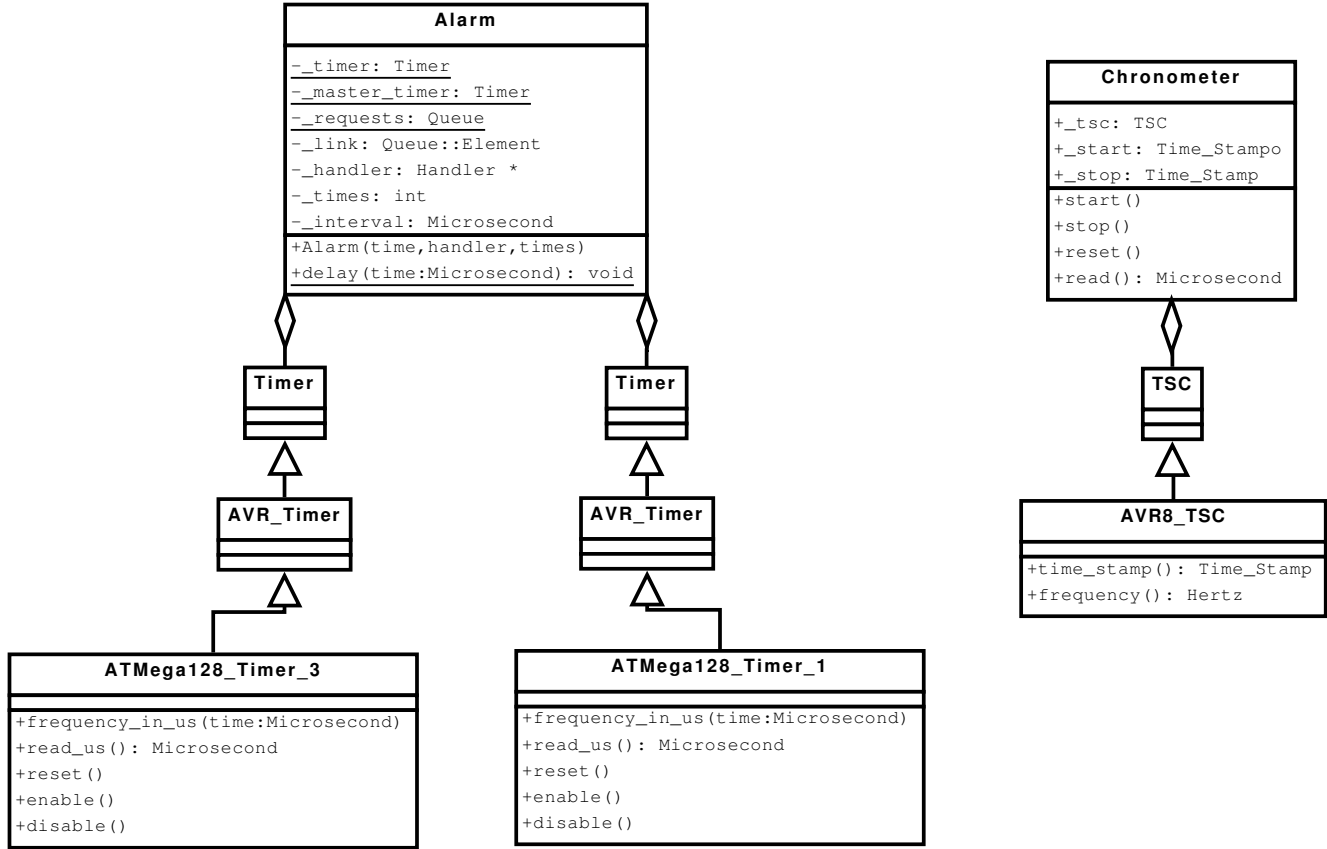 Alarm
-_timer: Timer
-_master_timer: Timer
-_requests: Queue
-_link: Queue::Element
-_handler: Handler *
-_times: int
-_interval: Microsecond
+Alarm(time,handler,times)
+delay(time:Microsecond): void
Chronometer
+_tsc: TSC
+_start: Time_Stampo
+_stop: Time_Stamp
+start()
+stop()
+reset()
+read(): Microsecond
Timer
Timer
TSC
AVR_Timer
AVR_Timer
AVR8_TSC
+time_stamp(): Time_Stamp
+frequency(): Hertz
ATMega128_Timer_3
+frequency_in_us(time:Microsecond)
+read_us(): Microsecond
+reset()
+enable()
+disable()
ATMega128_Timer_1
+frequency_in_us(time:Microsecond)
+read_us(): Microsecond
+reset()
+enable()
+disable()